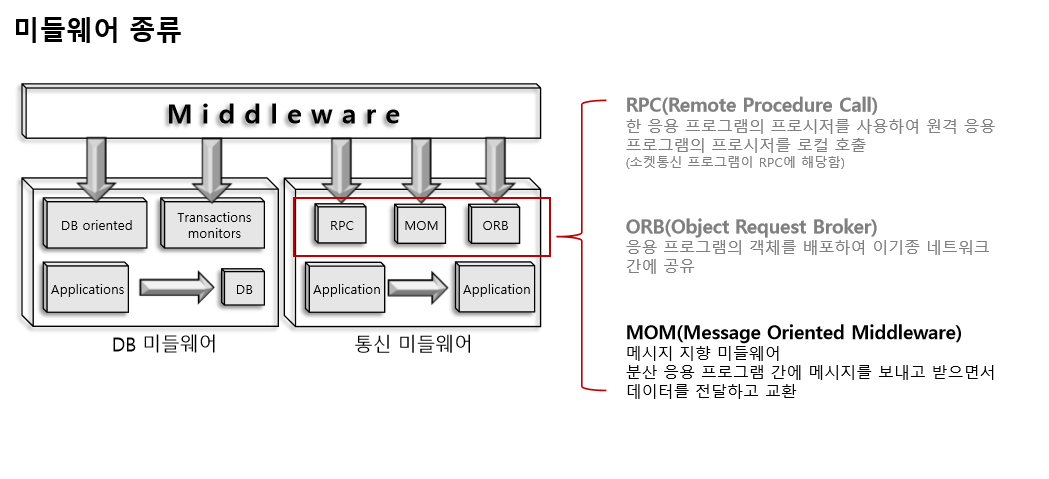 미들웨어 종류
Middleware
DB oriented
Transactions
monitors
Applications
DB
DB 미들웨어
RPC
MOM
ORB
Application
Application
통신 미들웨어
RPC(Remote Procedure Call)
한 응용 프로그램의 프로시저를 사용하여 원격 응용
프로그램의 프로시저를 로컬 호출
(소켓통신 프로그램이 RPC에 해당함)
ORB(Object Request Broker)
응용 프로그램의 객체를 배포하여 이기종 네트워크
간에 공유
MOM(Message Oriented Middleware)
메시지 지향 미들웨어
분산 응용 프로그램 간에 메시지를 보내고 받으면서
데이터를 전달하고 교환